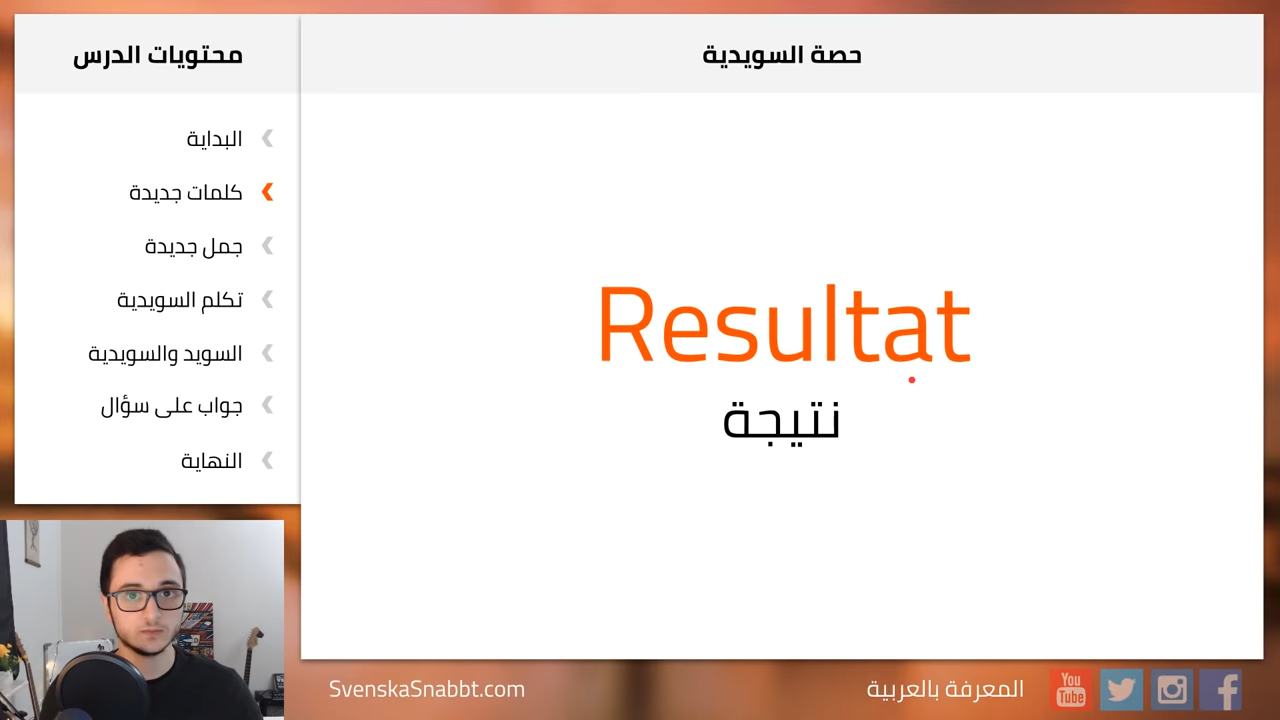 محتويات الدرس
البداية
كلمات جديدة
جمل جديدة
تكلم السويدية
السويد والسويدية
جواب على سؤال
النهاية
حصة السويدية
Resultat
نتيجة
SvenskaSnabbt.com
المعرفة بالعربية
You
Tube